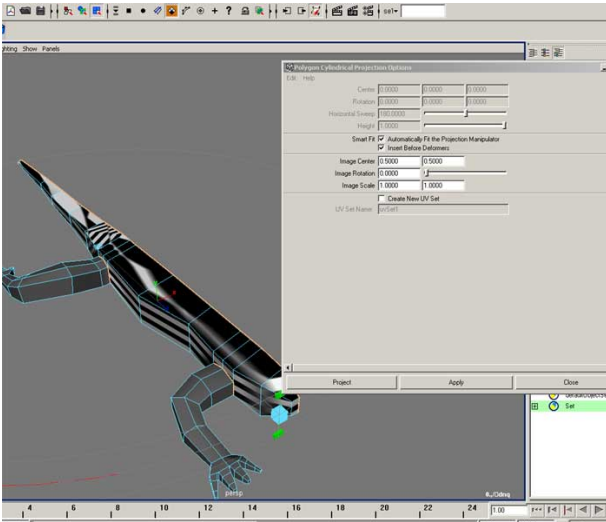 sel▾
ghting Show Panels
Polygon Cylindrical Projection Options
Edit Help
Center 0.0000 0.0000 0.0000
Rotation 0.0000 0.0000 0.0000
Horizontal Sweep 180.0000
Height 1.0000
Smart Fit Automatically Fit the Projection Manipulator
Insert Before Deformers
Image Center 0.5000 0.5000
Image Rotation 0.0000
Image Scale 1.0000 1.0000
Create New UV Set
UV Set Name uvSet1
Project Apply Close
Set
persp
4 6 8 10 12 14 16 18 20 22 24 1.00